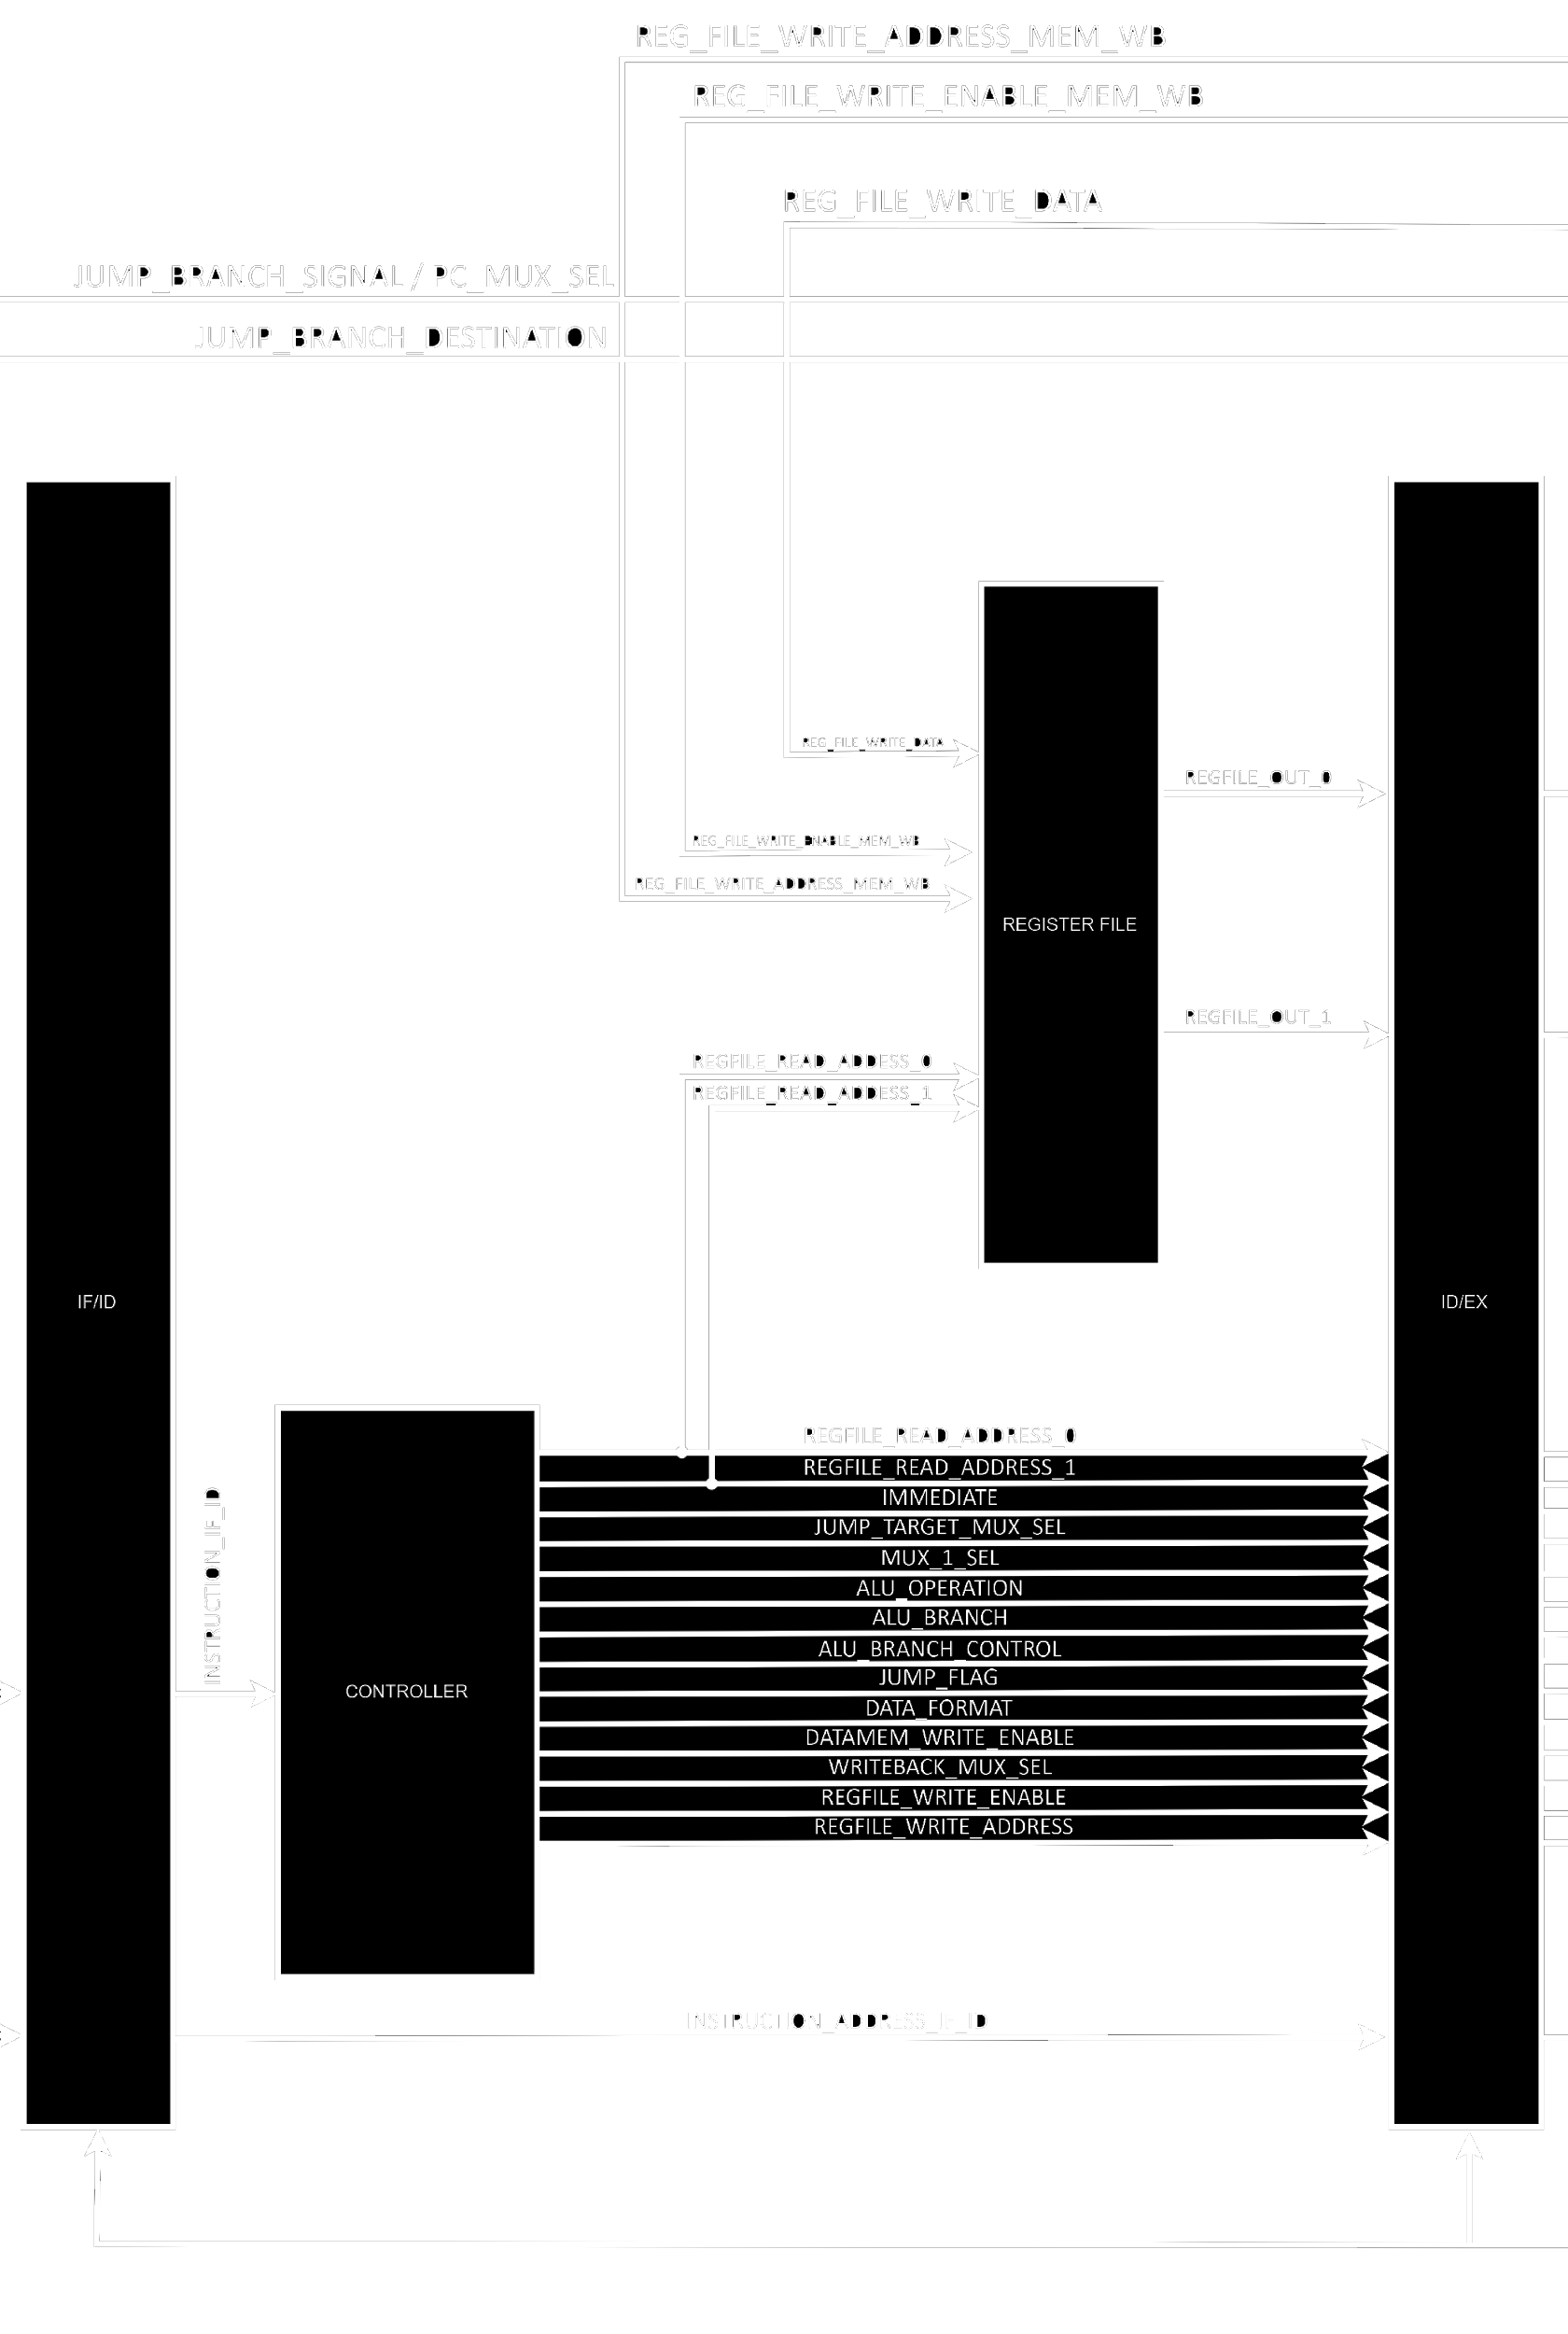 REG_FILE_WRITE_ADDRESS_MEM_WB
REG_FILE_WRITE_ENABLE_MEM_WB
REG_FILE_WRITE_DATA
JUMP_BRANCH_SIGNAL / PC_MUX_SEL
JUMP_BRANCH_DESTINATION
REG_FILE_WRITE_DATA
REGFILE_OUT_0
REG_FILE_WRITE_ENABLE_MEM_WB
REG_FILE_WRITE_ADDRESS_MEM_WB
REGISTER FILE
REGFILE_OUT_1
REGFILE_READ_ADDESS_0
REGFILE_READ_ADDESS_1
IF/ID
ID/EX
REGFILE_READ_ADDRESS_0
REGFILE_READ_ADDRESS_1
IMMEDIATE
JUMP_TARGET_MUX_SEL
MUX_1_SEL
ALU_OPERATION
INSTRUCTION_IF_ID
ALU_BRANCH
ALU_BRANCH_CONTROL
JUMP_FLAG
CONTROLLER
DATA_FORMAT
DATAMEM_WRITE_ENABLE
WRITEBACK_MUX_SEL
REGFILE_WRITE_ENABLE
REGFILE_WRITE_ADDRESS
INSTRUCTION_ADDRESS_IF_ID